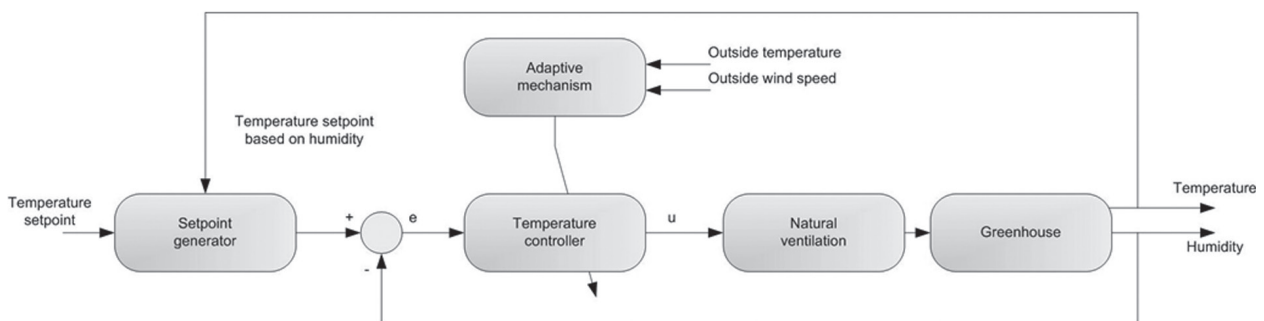 Outside temperature
Outside wind speed
Adaptive
mechanism
Temperature setpoint
based on humidity
Temperature
setpoint
Setpoint
generator
+
-
e
Temperature
controller
u
Natural
ventilation
Greenhouse
Temperature
Humidity